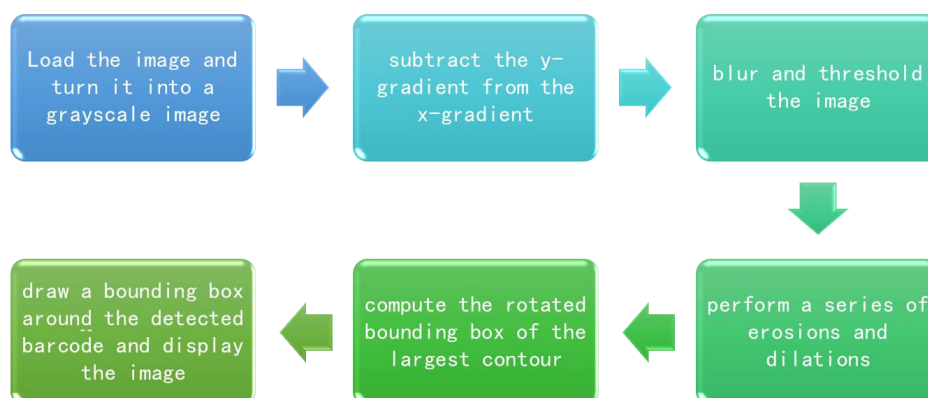 Load the image and
turn it into a
grayscale image
subtract the y-
gradient from the
x-gradient
blur and threshold
the image
perform a series of
erosions and
dilations
compute the rotated
bounding box of the
largest contour
draw a bounding box
around the detected
barcode and display
the image